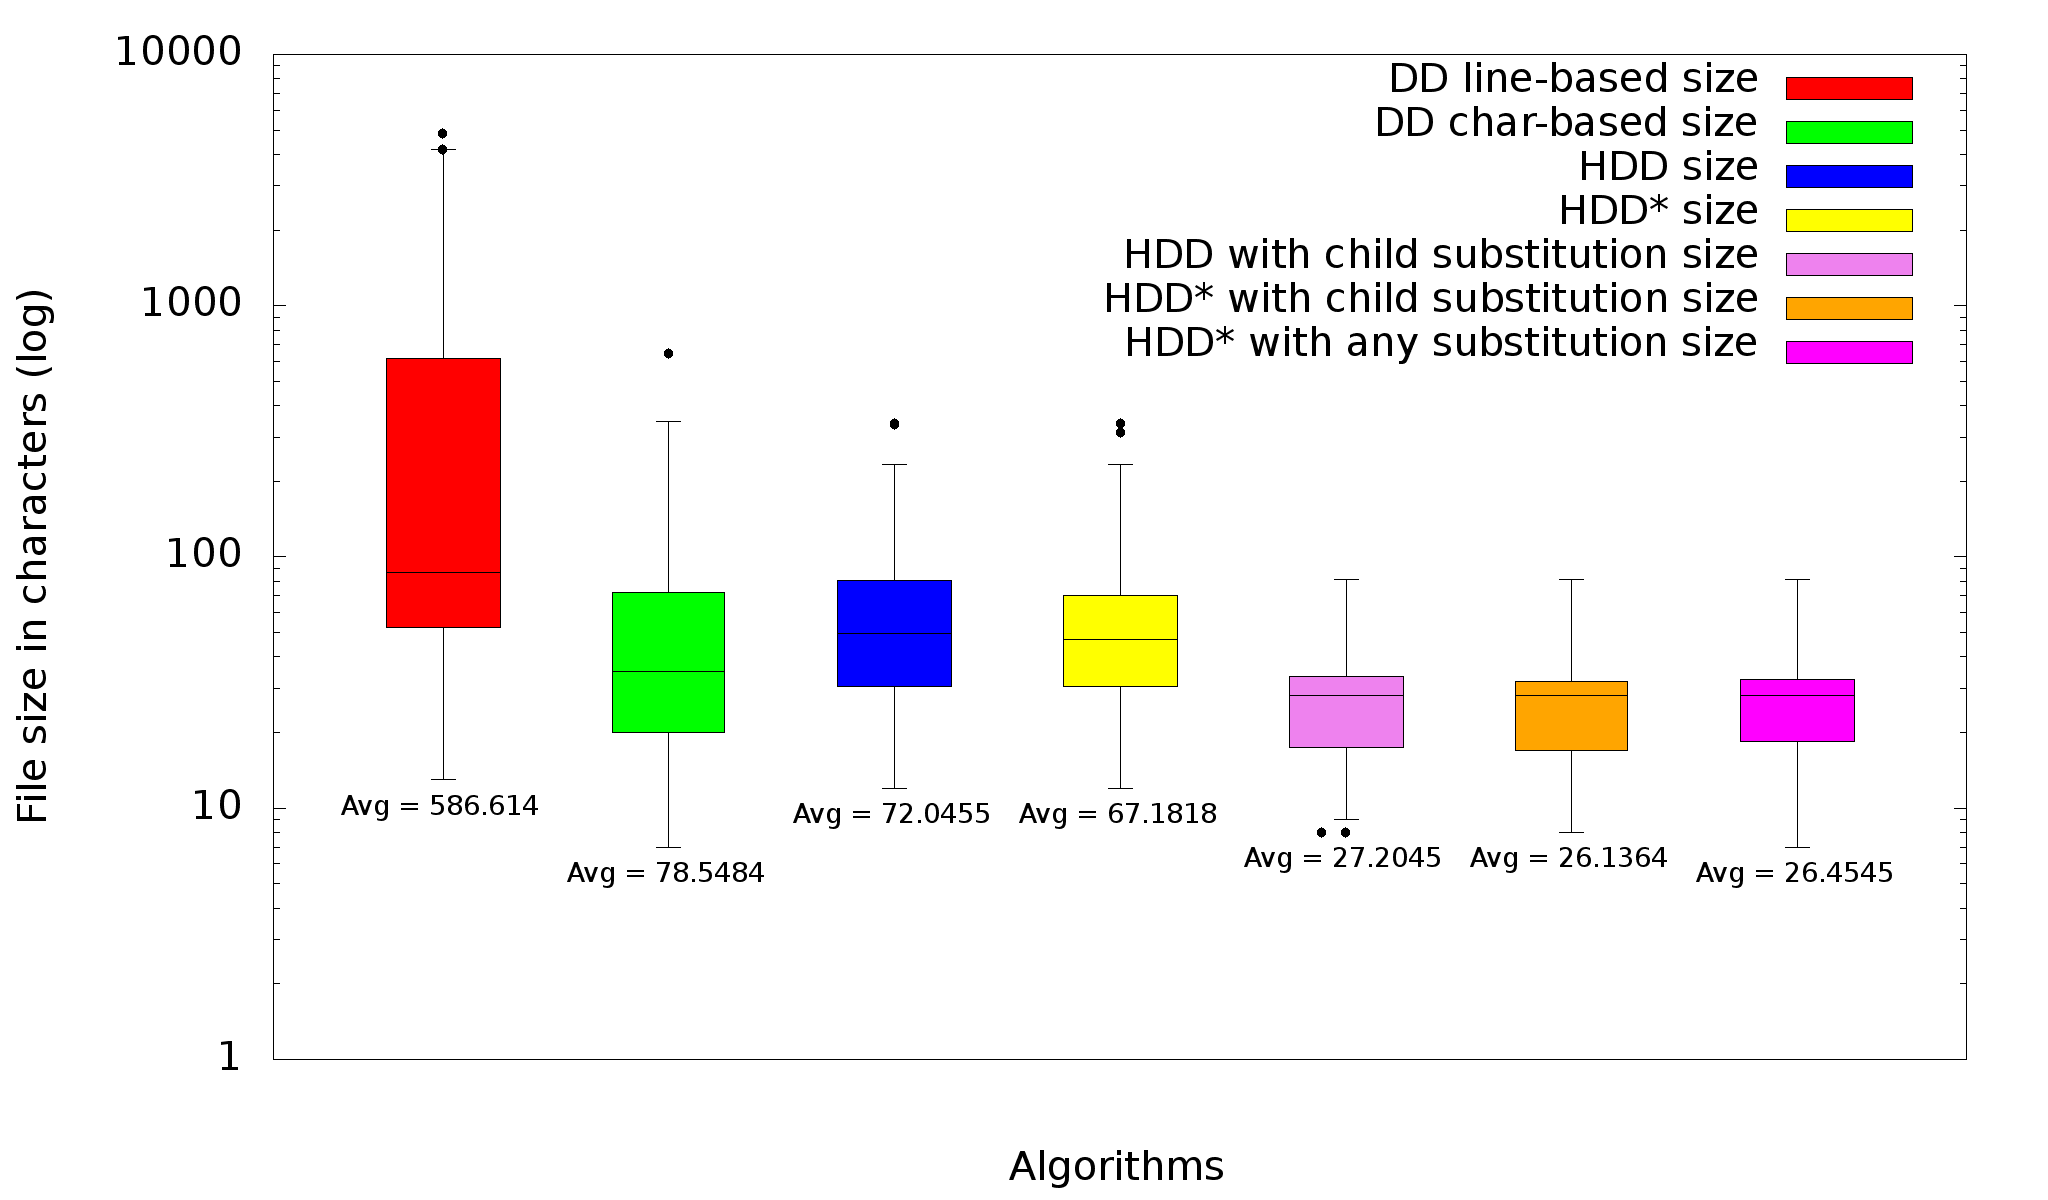 10000
1000
100
10
1
File size in characters (log)
DD line-based size
DD char-based size
HDD size
HDD* size
HDD with child substitution size
HDD* with child substitution size
HDD* with any substitution size
Avg = 586.614
Avg = 78.5484
Avg = 72.0455
Avg = 67.1818
Avg = 27.2045
Avg = 26.1364
Avg = 26.4545
Algorithms